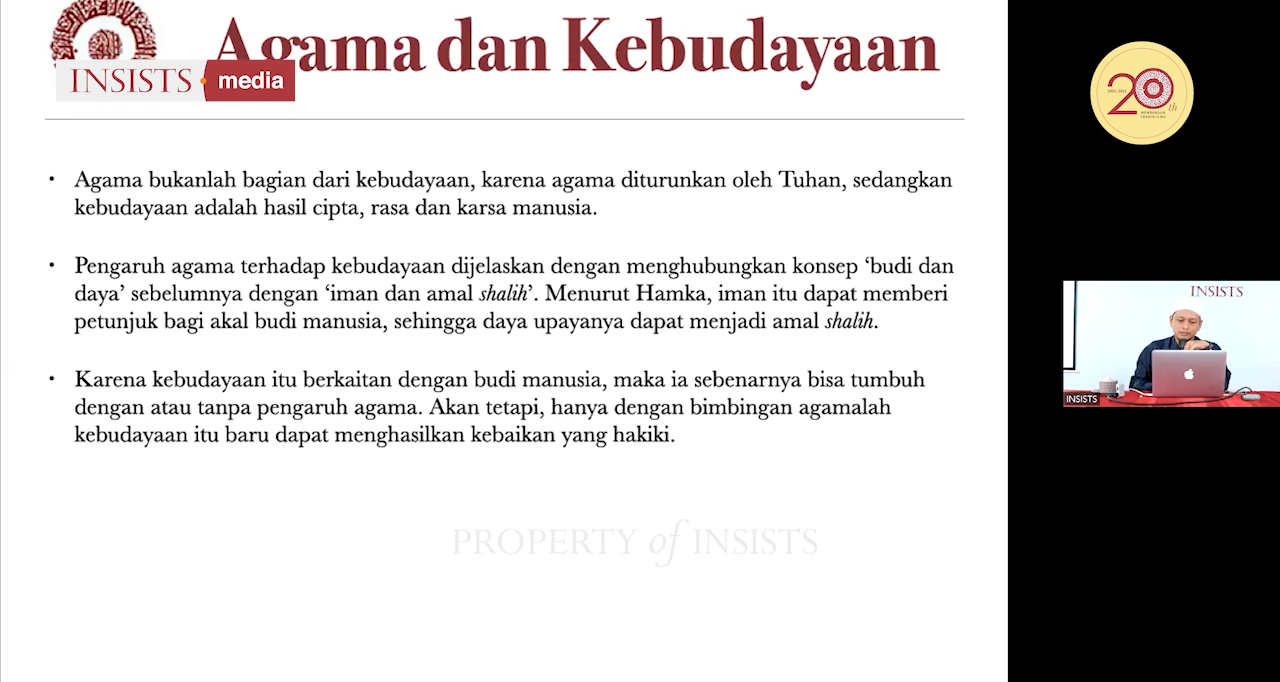 Agama dan Kebudayaan
INSISTS media
• Agama bukanlah bagian dari kebudayaan, karena agama diturunkan oleh Tuhan, sedangkan
kebudayaan adalah hasil cipta, rasa dan karsa manusia.
• Pengaruh agama terhadap kebudayaan dijelaskan dengan menghubungkan konsep ‘budi dan
daya’ sebelumnya dengan ‘iman dan amal shalih’. Menurut Hamka, iman itu dapat memberi
petunjuk bagi akal budi manusia, sehingga daya upayanya dapat menjadi amal shalih.
• Karena kebudayaan itu berkaitan dengan budi manusia, maka ia sebenarnya bisa tumbuh
dengan atau tanpa pengaruh agama. Akan tetapi, hanya dengan bimbingan agamalah
kebudayaan itu baru dapat menghasilkan kebaikan yang hakiki.
PROPERTY of INSISTS
20th
INSISTS
INSISTS